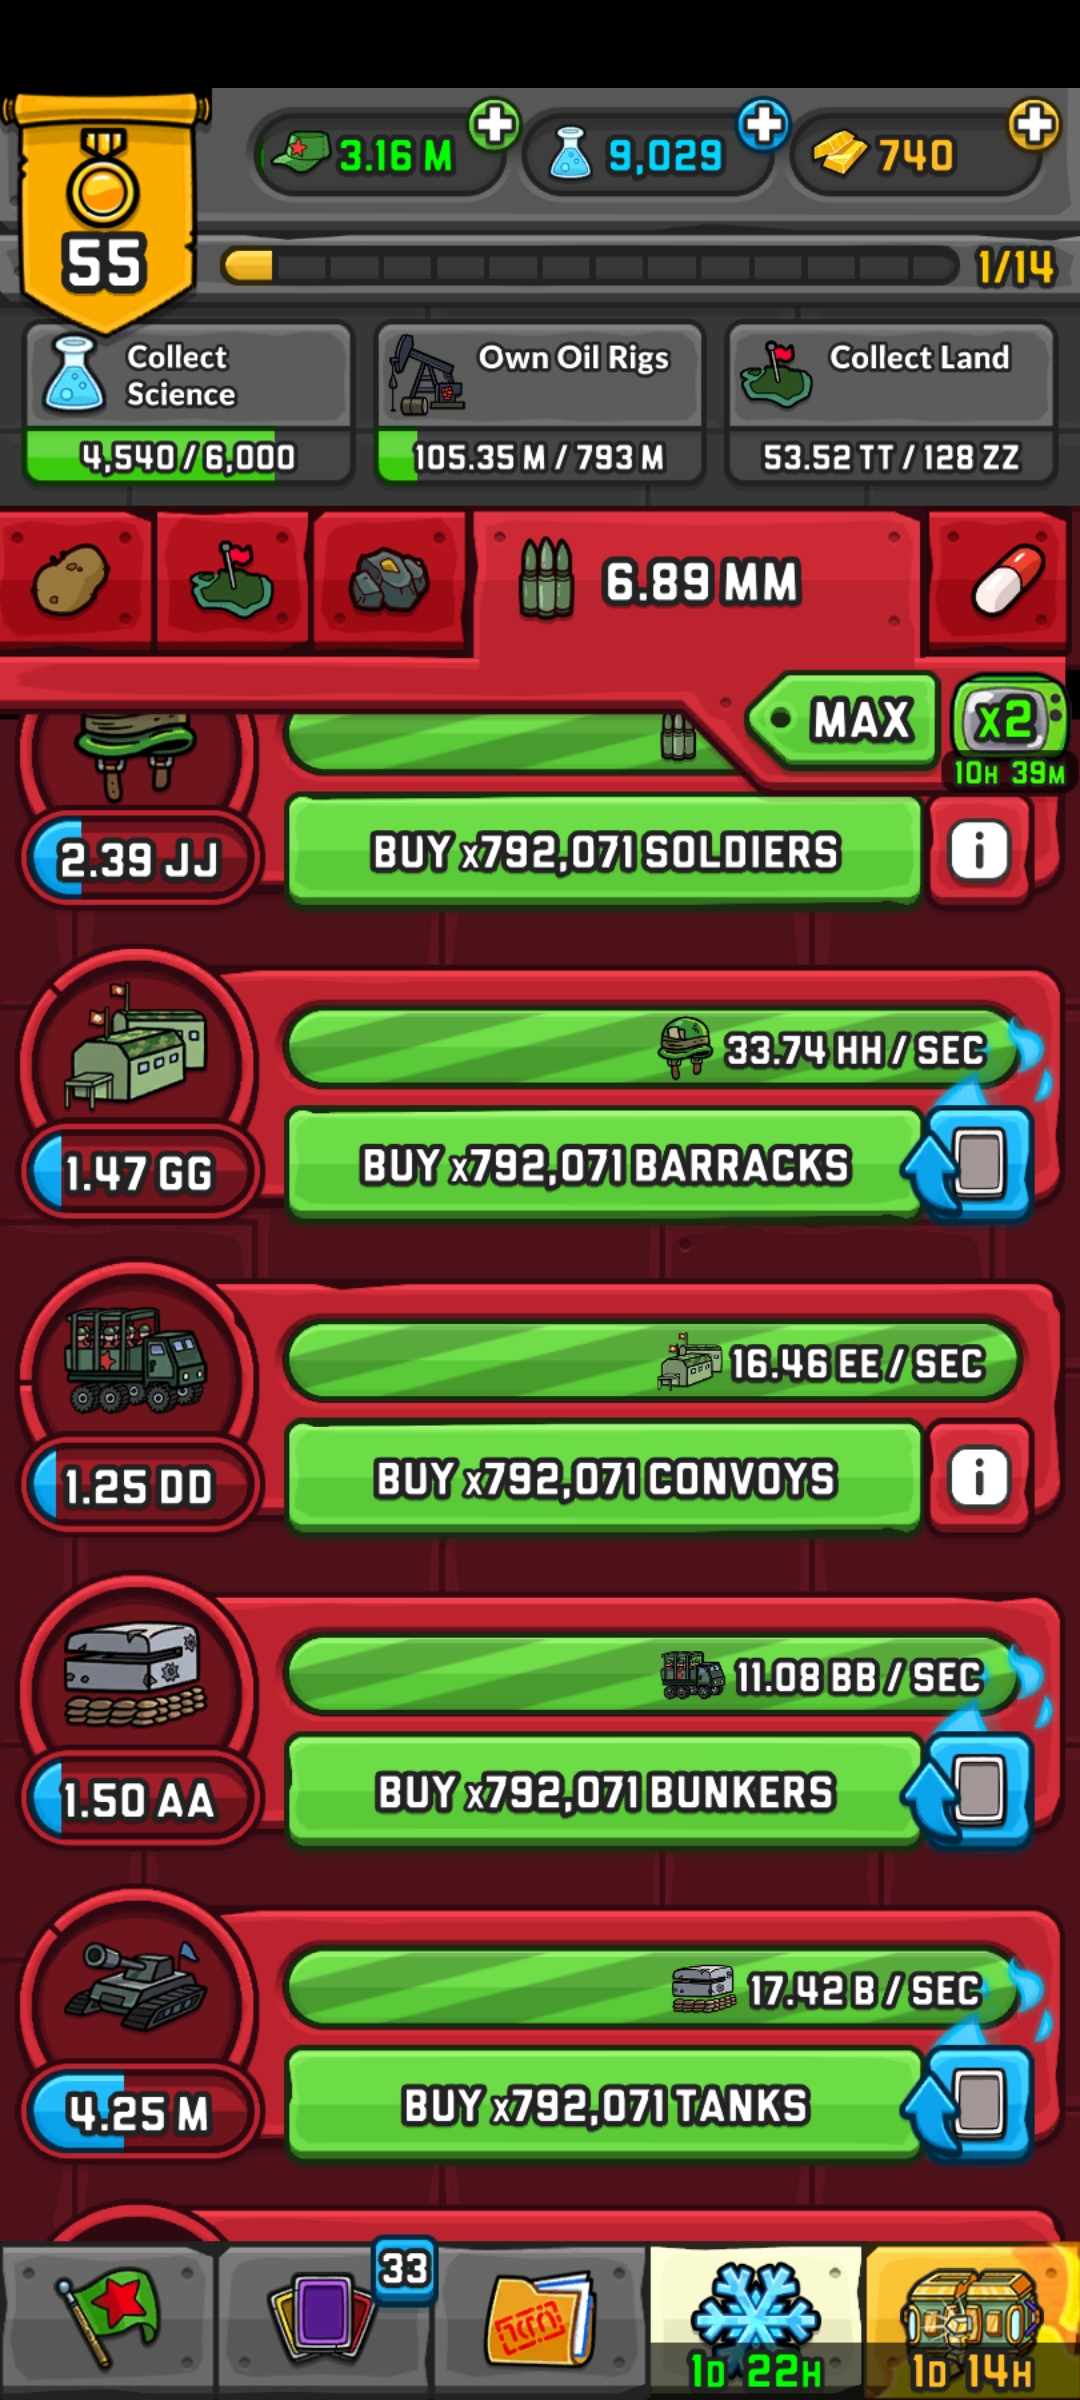 55
3.16 M
9,029
740
1/14
Collect
Science
4,540 / 6,000
Own Oil Rigs
105.35 M / 793 M
Collect Land
53.52 TT / 128 ZZ
6.89 MM
MAX
x2
10H 39M
2.39 JJ
BUY x792,071 SOLDIERS
i
33.74 HH / SEC
1.47 GG
BUY x792,071 BARRACKS
16.46 EE / SEC
1.25 DD
BUY x792,071 CONVOYS
i
11.08 BB / SEC
1.50 AA
BUY x792,071 BUNKERS
17.42 B / SEC
4.25 M
BUY x792,071 TANKS
33
1D 22H
1D 14H